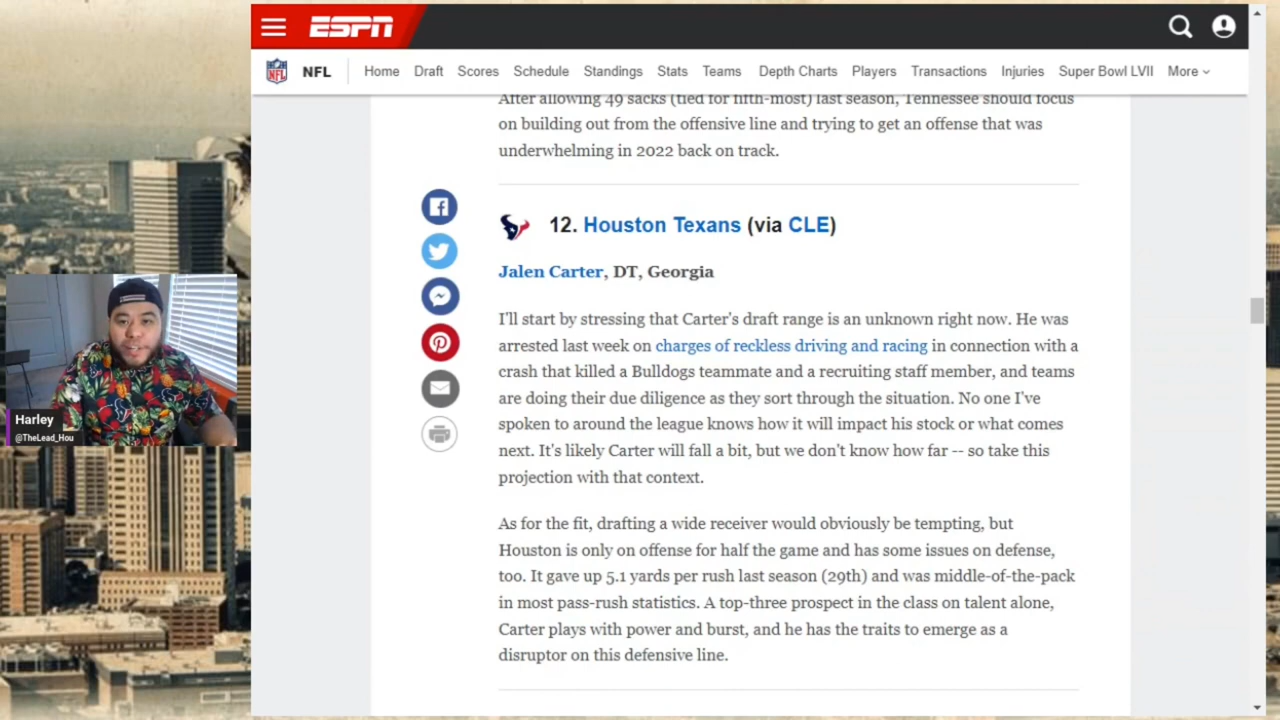 ESPN
NFL
Home Draft Scores Schedule Standings Stats Teams Depth Charts Players Transactions Injuries Super Bowl LVII More
After allowing 49 sacks (tied for fifth-most) last season, Tennessee should focus
on building out from the offensive line and trying to get an offense that was
underwhelming in 2022 back on track.
12. Houston Texans (via CLE)
Jalen Carter, DT, Georgia
I'll start by stressing that Carter's draft range is an unknown right now. He was
arrested last week on charges of reckless driving and racing in connection with a
crash that killed a Bulldogs teammate and a recruiting staff member, and teams
are doing their due diligence as they sort through the situation. No one I've
spoken to around the league knows how it will impact his stock or what comes
next. It's likely Carter will fall a bit, but we don't know how far -- so take this
projection with that context.
As for the fit, drafting a wide receiver would obviously be tempting, but
Houston is only on offense for half the game and has some issues on defense,
too. It gave up 5.1 yards per rush last season (29th) and was middle-of-the-pack
in most pass-rush statistics. A top-three prospect in the class on talent alone,
Carter plays with power and burst, and he has the traits to emerge as a
disruptor on this defensive line.
Harley
@TheLead_Hou